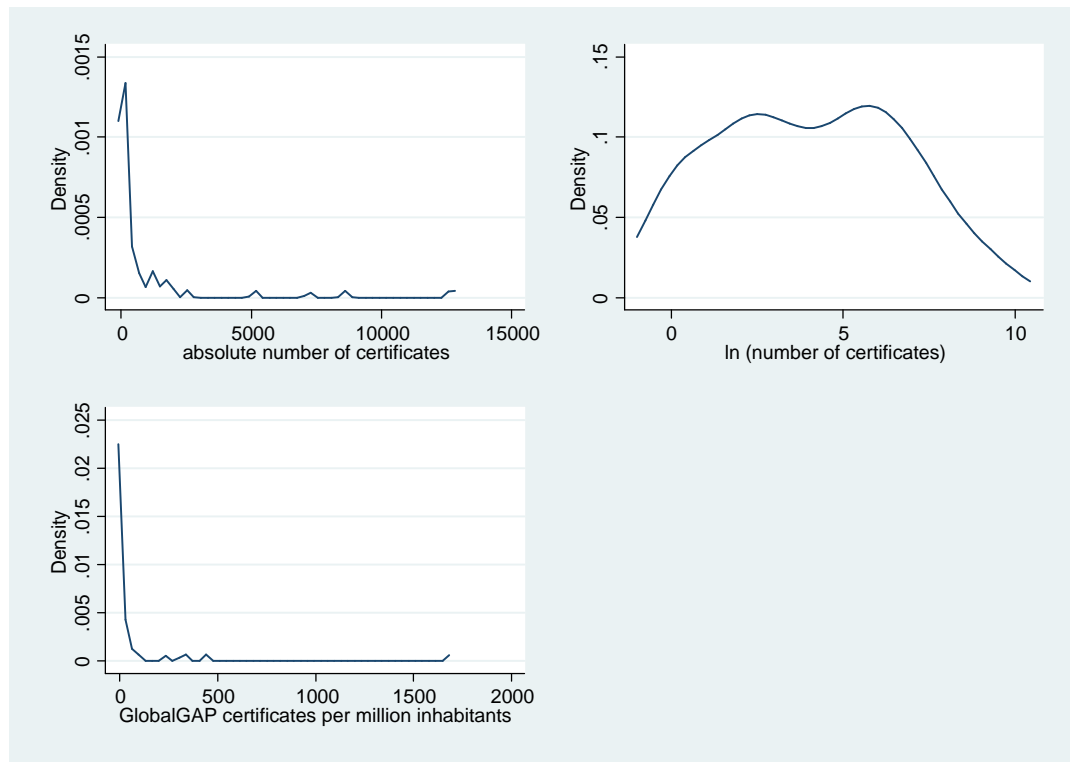 Density
.0015
.001
.0005
0
0 5000 10000 15000
absolute number of certificates
Density
.15
.1
.05
0
0 5 10
ln (number of certificates)
Density
.025
.02
.015
.01
.005
0
0 500 1000 1500 2000
GlobalGAP certificates per million inhabitants